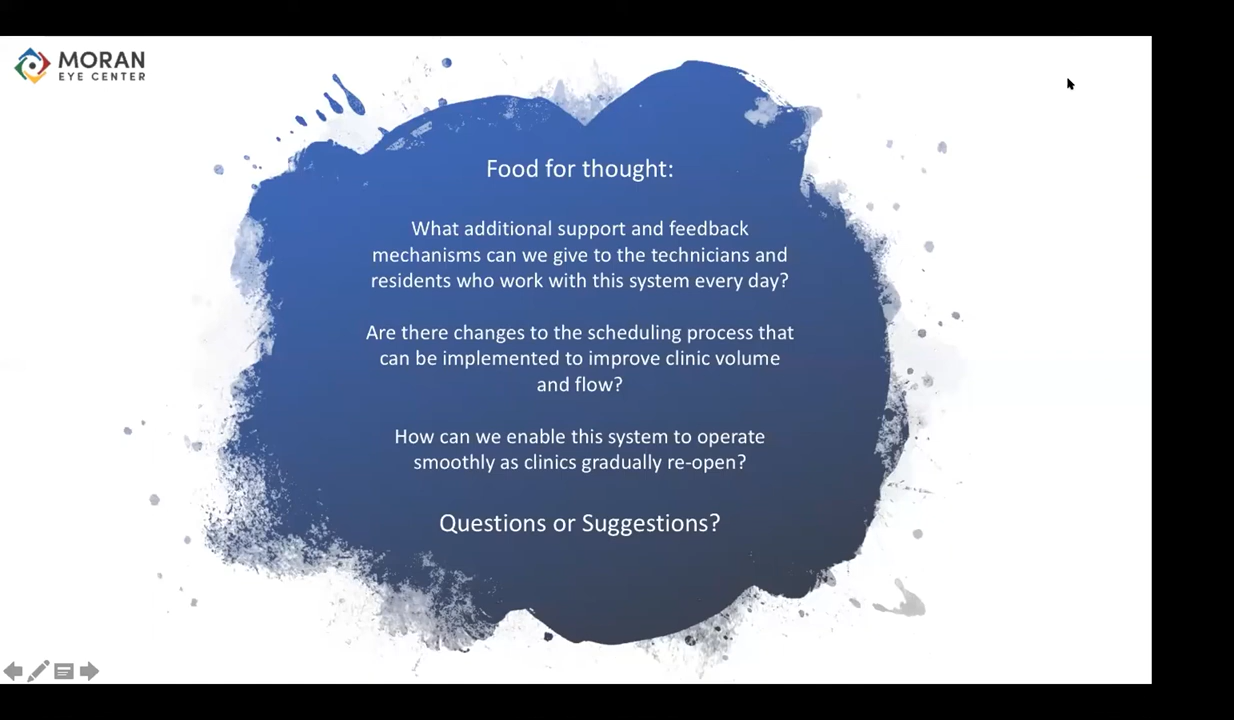 MORAN
EYE CENTER
Food for thought:
What additional support and feedback
mechanisms can we give to the technicians and
residents who work with this system every day?
Are there changes to the scheduling process that
can be implemented to improve clinic volume
and flow?
How can we enable this system to operate
smoothly as clinics gradually re-open?
Questions or Suggestions?